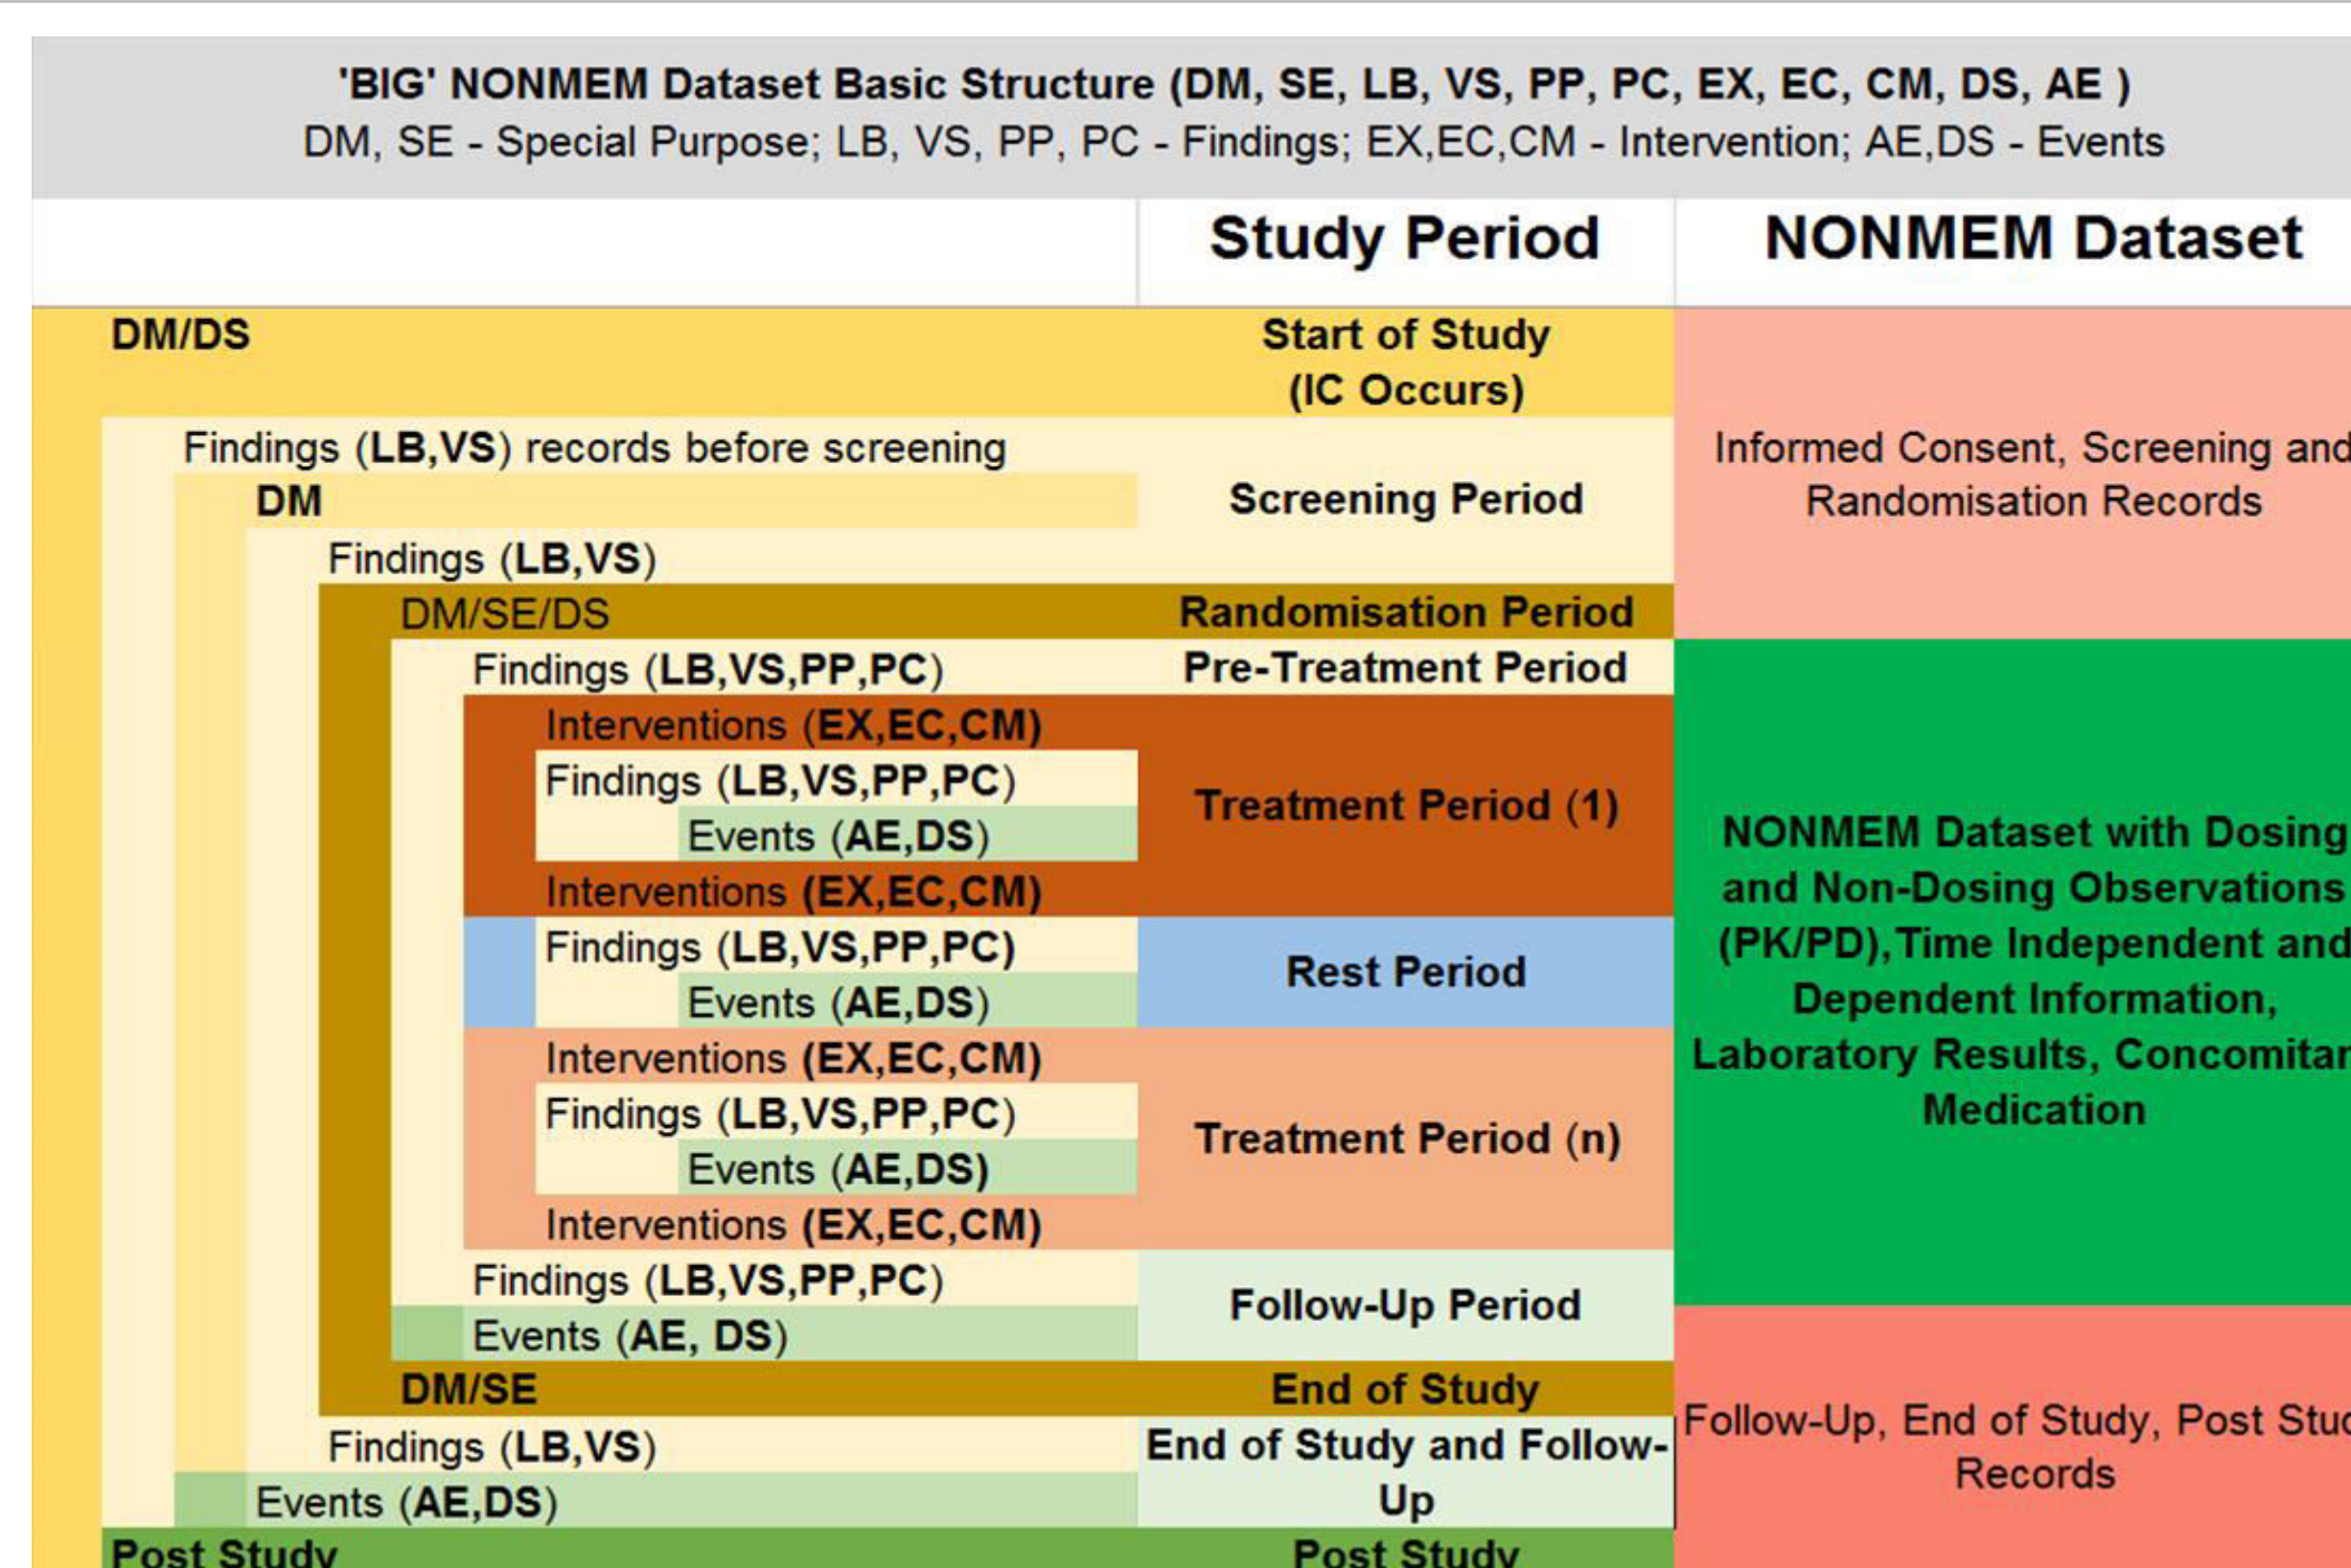 'BIG' NONMEM Dataset Basic Structure (DM, SE, LB, VS, PP, PC, EX, EC, CM, DS, AE )
DM, SE - Special Purpose; LB, VS, PP, PC - Findings; EX,EC,CM - Intervention; AE,DS - Events
Study Period
NONMEM Dataset
DM/DS
Start of Study
(IC Occurs)
Findings (LB,VS) records before screening
DM
Screening Period
Findings (LB,VS)
Informed Consent, Screening and
Randomisation Records
DM/SE/DS
Randomisation Period
Findings (LB,VS,PP,PC)
Pre-Treatment Period
Interventions (EX,EC,CM)
Findings (LB,VS,PP,PC)
Events (AE,DS)
Interventions (EX,EC,CM)
Treatment Period (1)
Findings (LB,VS,PP,PC)
Events (AE,DS)
Rest Period
Interventions (EX,EC,CM)
Findings (LB,VS,PP,PC)
Events (AE,DS)
Interventions (EX,EC,CM)
Treatment Period (n)
NONMEM Dataset with Dosing
and Non-Dosing Observations
(PK/PD),Time Independent and
Dependent Information,
Laboratory Results,
Medication
Findings (LB,VS,PP,PC)
Events (AE, DS)
Follow-Up Period
DM/SE
End of Study
Findings (LB,VS)
Events (AE,DS)
End of Study and Follow-
Up
Follow-Up, End of Study, Post
Records
Post Study
Post Study